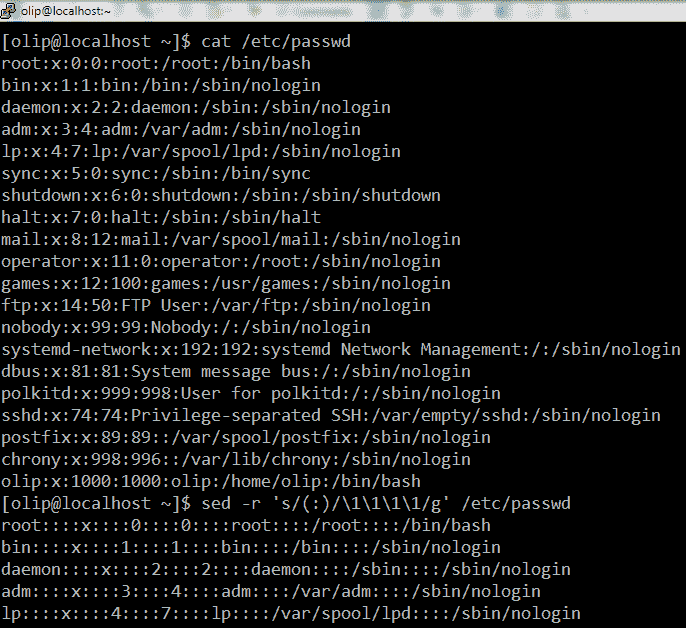 olip@localhost:~
[olip@localhost ~]$ cat /etc/passwd
root:x:0:0:root:/root:/bin/bash
bin:x:1:1:bin:/bin:/sbin/nologin
daemon:x:2:2:daemon:/sbin:/sbin/nologin
adm:x:3:4:adm:/var/adm:/sbin/nologin
lp:x:4:7:lp:/var/spool/lpd:/sbin/nologin
sync:x:5:0:sync:/sbin:/bin/sync
shutdown:x:6:0:shutdown:/sbin:/sbin/shutdown
halt:x:7:0:halt:/sbin:/sbin/halt
mail:x:8:12:mail:/var/spool/mail:/sbin/nologin
operator:x:11:0:operator:/root:/sbin/nologin
games:x:12:100:games:/usr/games:/sbin/nologin
ftp:x:14:50:FTP User:/var/ftp:/sbin/nologin
nobody:x:99:99:Nobody:/:/sbin/nologin
systemd-network:x:192:192:systemd Network Management:/:/sbin/nologin
dbus:x:81:81:System message bus:/:/sbin/nologin
polkitd:x:999:998:User for polkitd:/:/sbin/nologin
sshd:x:74:74:Privilege-separated SSH:/var/empty/sshd:/sbin/nologin
postfix:x:89:89::/var/spool/postfix:/sbin/nologin
chrony:x:998:996::/var/lib/chrony:/sbin/nologin
olip:x:1000:1000:olip:/home/olip:/bin/bash
[olip@localhost ~]$ sed -r 's/(:)/\1\1\1\1/g' /etc/passwd
root::::x::::0::::0::::root::::/root::::/bin/bash
bin::::x::::1::::1::::bin::::/bin::::/sbin/nologin
daemon::::x::::2::::2::::daemon::::/sbin::::/sbin/nologin
adm::::x::::3::::4::::adm::::/var/adm::::/sbin/nologin
lp::::x::::4::::7::::lp::::/var/spool/lpd::::/sbin/nologin